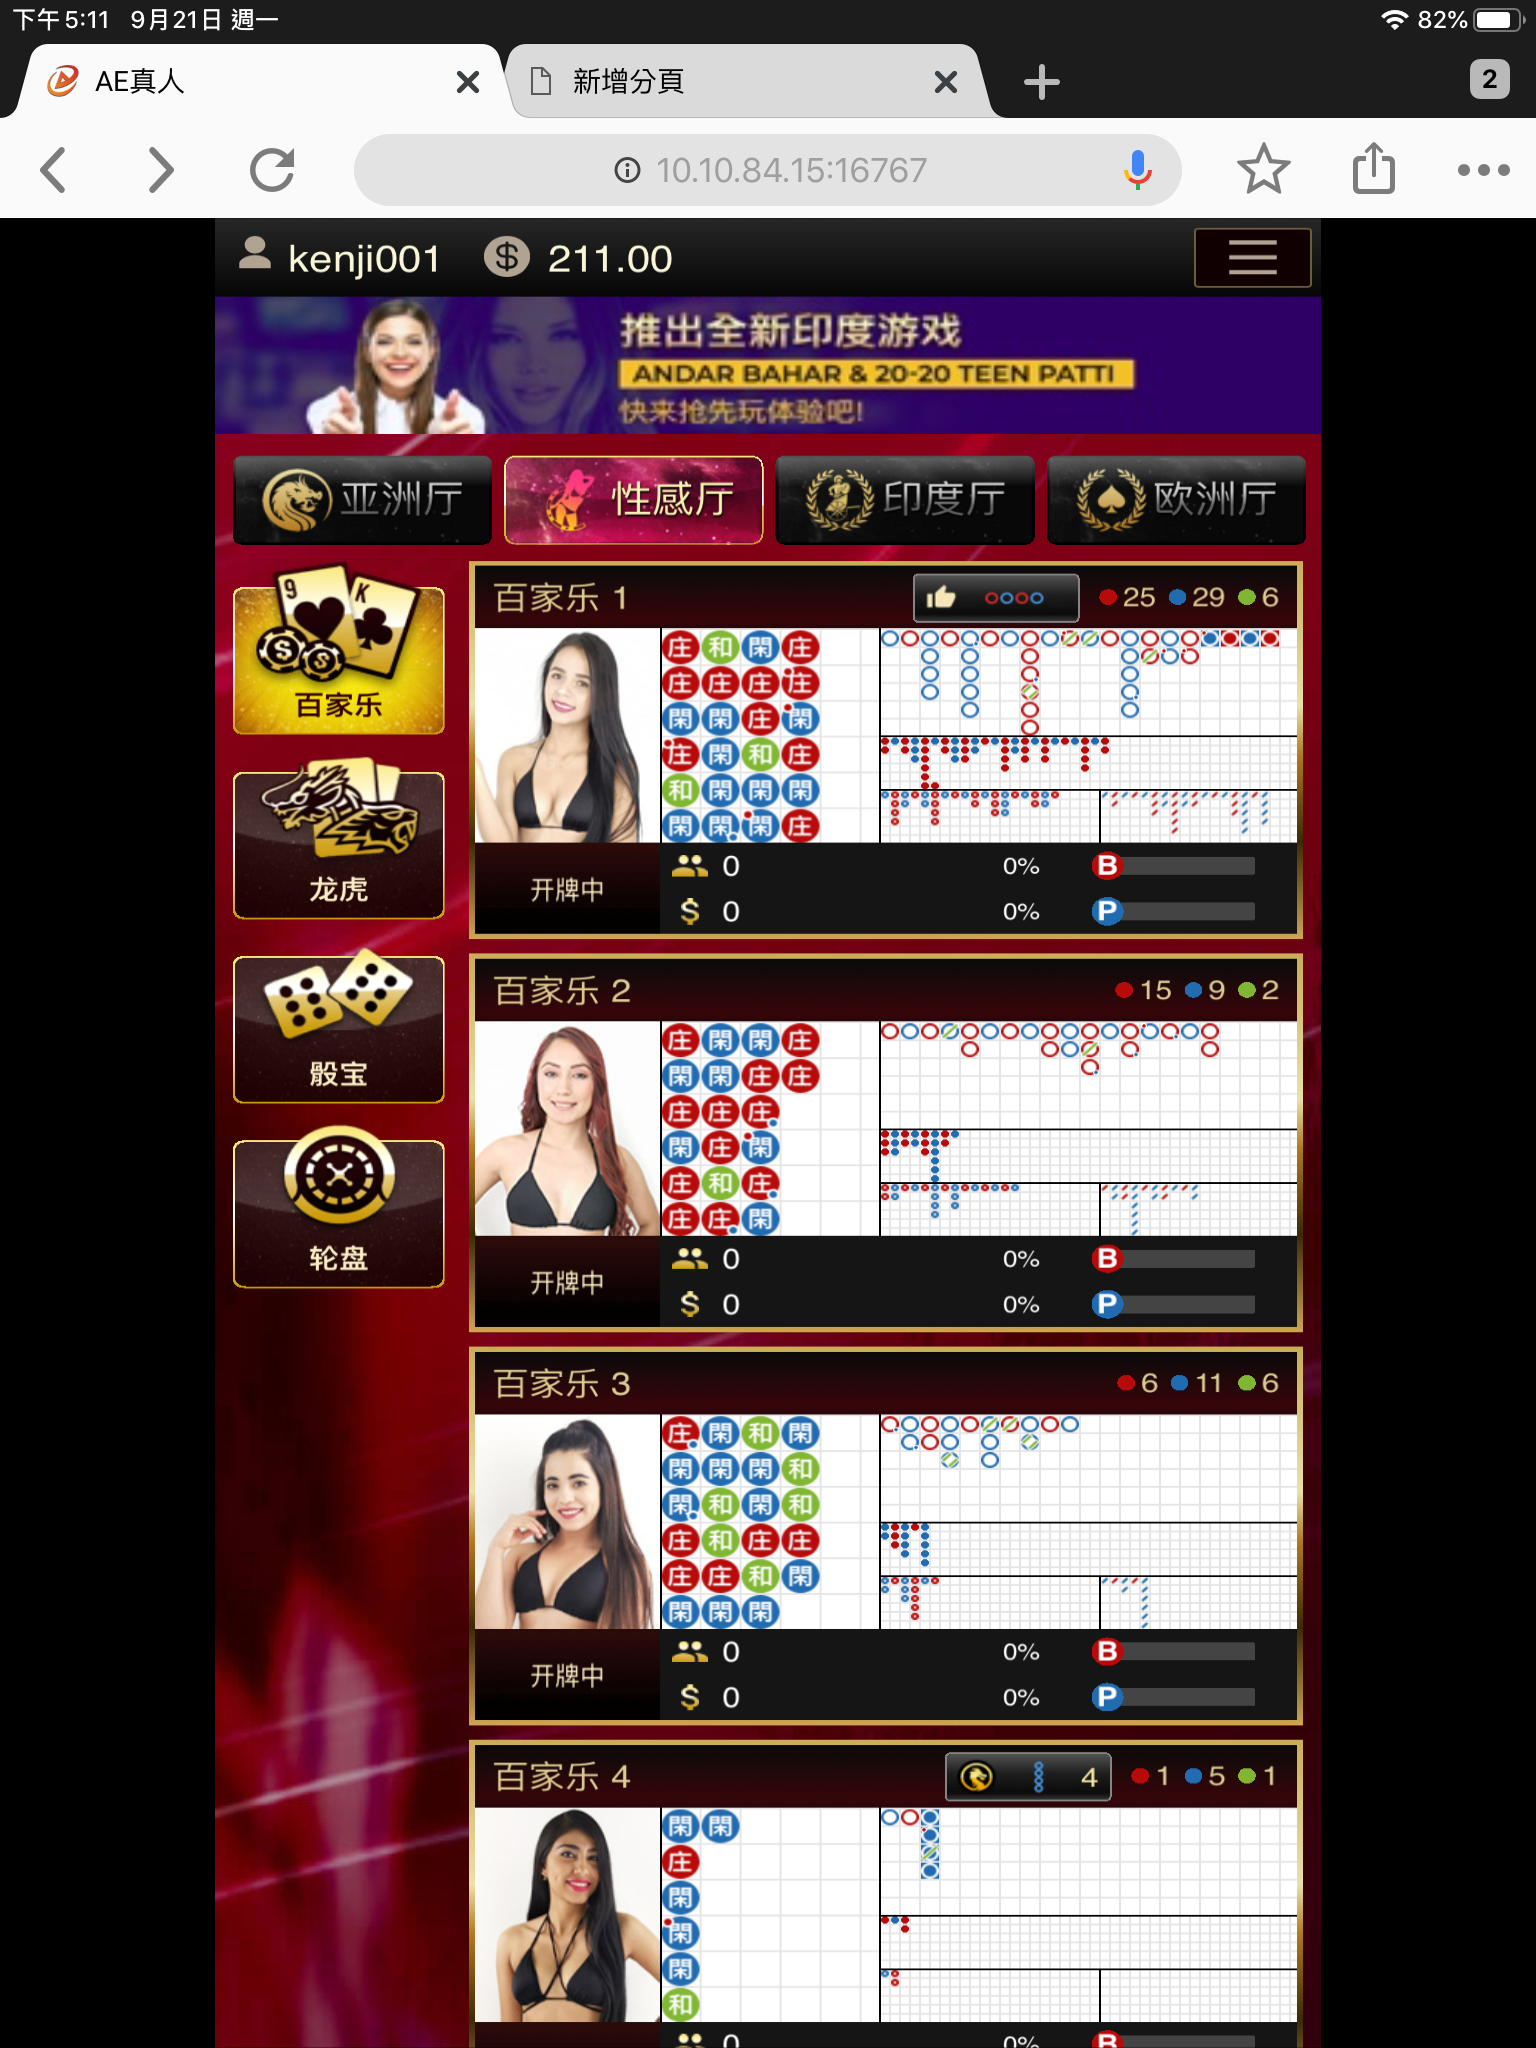 下午5:11 9月21日 週一 82%
AE真人 新增分頁 2
10.10.84.15:16767
kenji001 $ 211.00
推出全新印度游戏
ANDAR BAHAR & 20-20 TEEN PATTI
快来抢先玩体验吧!
亚洲厅 性感厅 印度厅 欧洲厅
9 K
$ $
百家乐
龙虎
骰宝
轮盘
百家乐 1 25 29 6
庄 和 閑 庄
庄 庄 庄 庄
閑 閑 庄 閑
庄 閑 和 庄
和 閑 閑 閑
閑 閑 閑 庄
开牌中
0 0% B
$ 0 0% P
百家乐 2 15 9 2
庄 閑 閑 庄
閑 閑 庄 庄
庄 庄 庄
閑 庄 閑
庄 和 庄
庄 庄 閑
开牌中
0 0% B
$ 0 0% P
百家乐 3 6 11 6
庄 閑 和 閑
閑 閑 閑 和
閑 和 閑 和
庄 和 庄 庄
庄 庄 和 閑
閑 閑 閑
开牌中
0 0% B
$ 0 0% P
百家乐 4 4 1 5 1
閑 閑
庄
閑
閑
閑
和
0 0% B